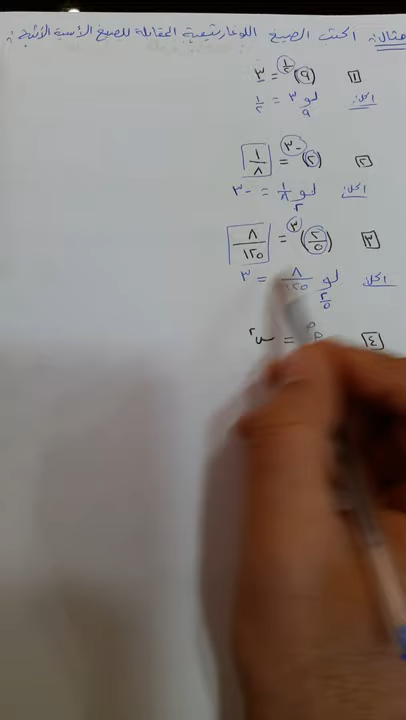 مثال: اكتب الصيغ اللوغاريتمية المقابلة للصيغ الأسية الآتية:
١ (٩)^(١/٢) = ٣
الحل: لو٩ ٣ = ١/٢
٢ (٢)^-٣ = ١/٨
الحل: لو٢ ١/٨ = -٣
٣ (٢/٥)^٣ = ٨/١٢٥
الحل: لو٢/٥ ٨/١٢٥ = ٣
٤ = س٢